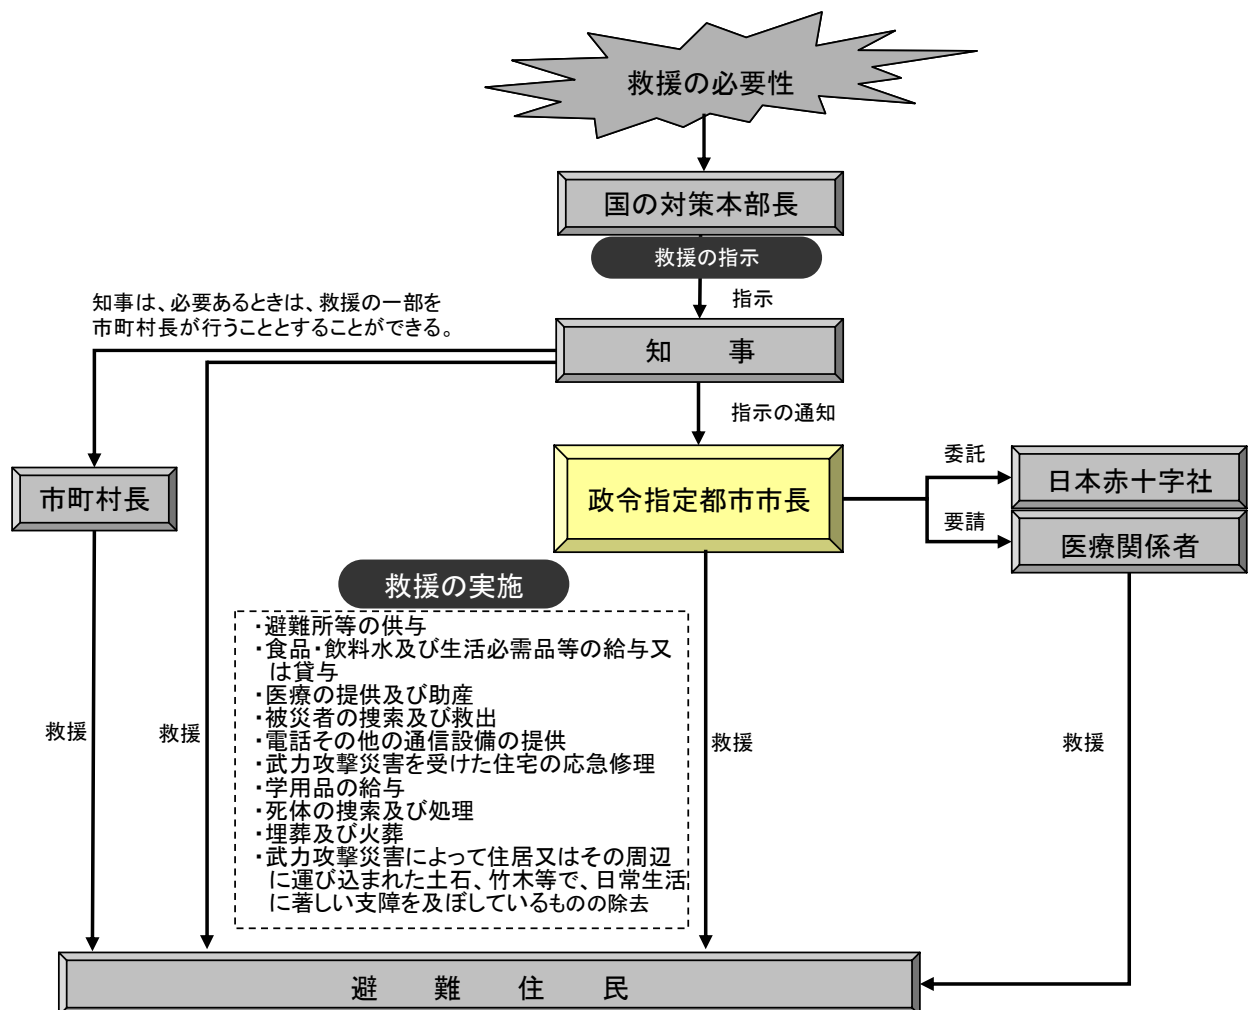 救援の必要性
国の対策本部長
救援の指示
指示
知事は、必要あるときは、救援の一部を
市町村長が行うこととすることができる。
知　　事
指示の通知
市町村長
政令指定都市市長
委託
日本赤十字社
要請
医療関係者
救援の実施
・避難所等の供与
・食品・飲料水及び生活必需品等の給与又
は貸与
・医療の提供及び助産
・被災者の捜索及び救出
・電話その他の通信設備の提供
・武力攻撃災害を受けた住宅の応急修理
・学用品の給与
・死体の捜索及び処理
・埋葬及び火葬
・武力攻撃災害によって住居又はその周辺
に運び込まれた土石、竹木等で、日常生活
に著しい支障を及ぼしているものの除去
救援
救援
救援
救援
避　難　住　民